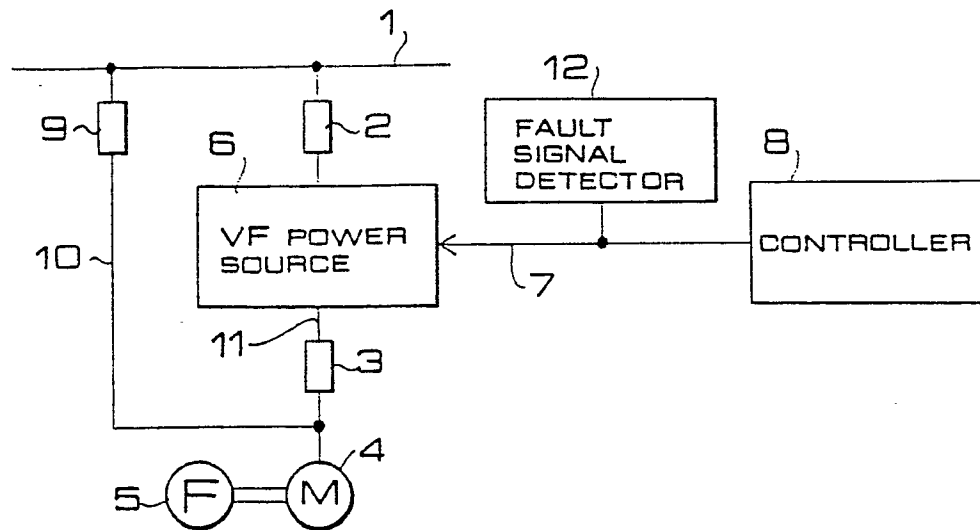 1
12
9
2
6
FAULT
SIGNAL
DETECTOR
8
VF POWER
SOURCE
CONTROLLER
10
7
11
3
4
5
F
M